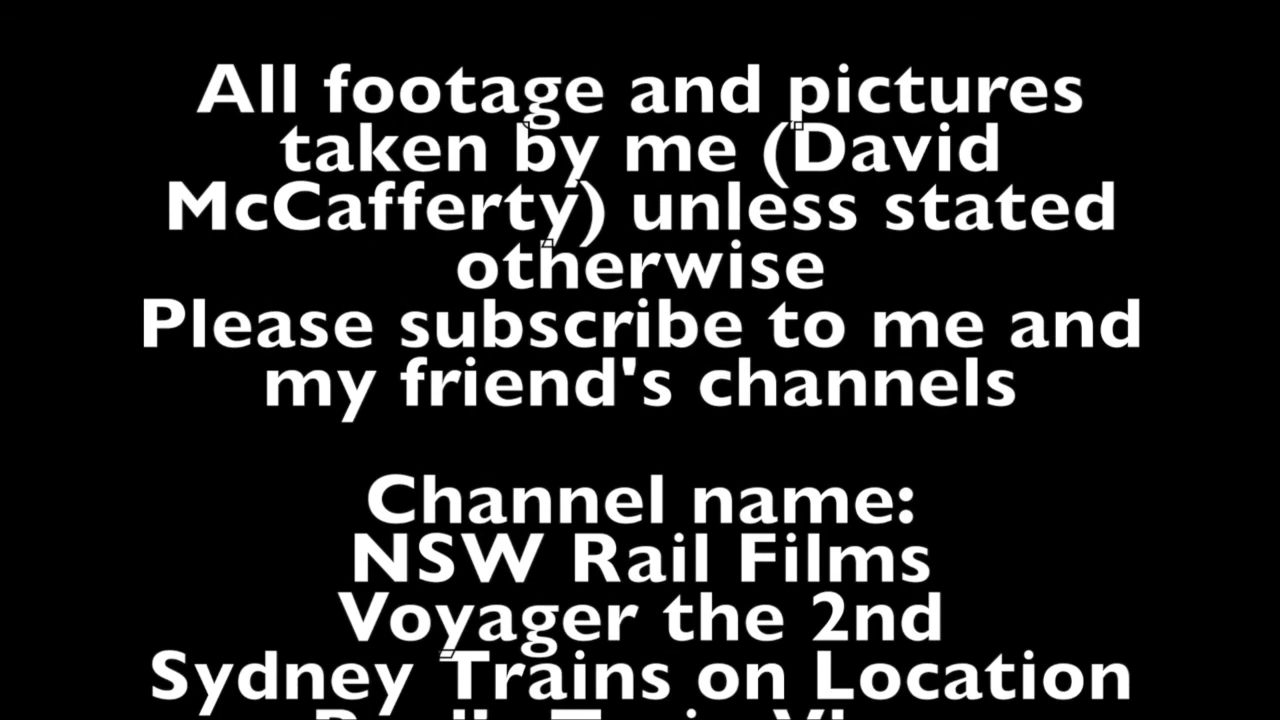 All footage and pictures
taken by me (David
McCafferty) unless stated
otherwise
Please subscribe to me and
my friend's channels
Channel name:
NSW Rail Films
Voyager the 2nd
Sydney Trains on Location